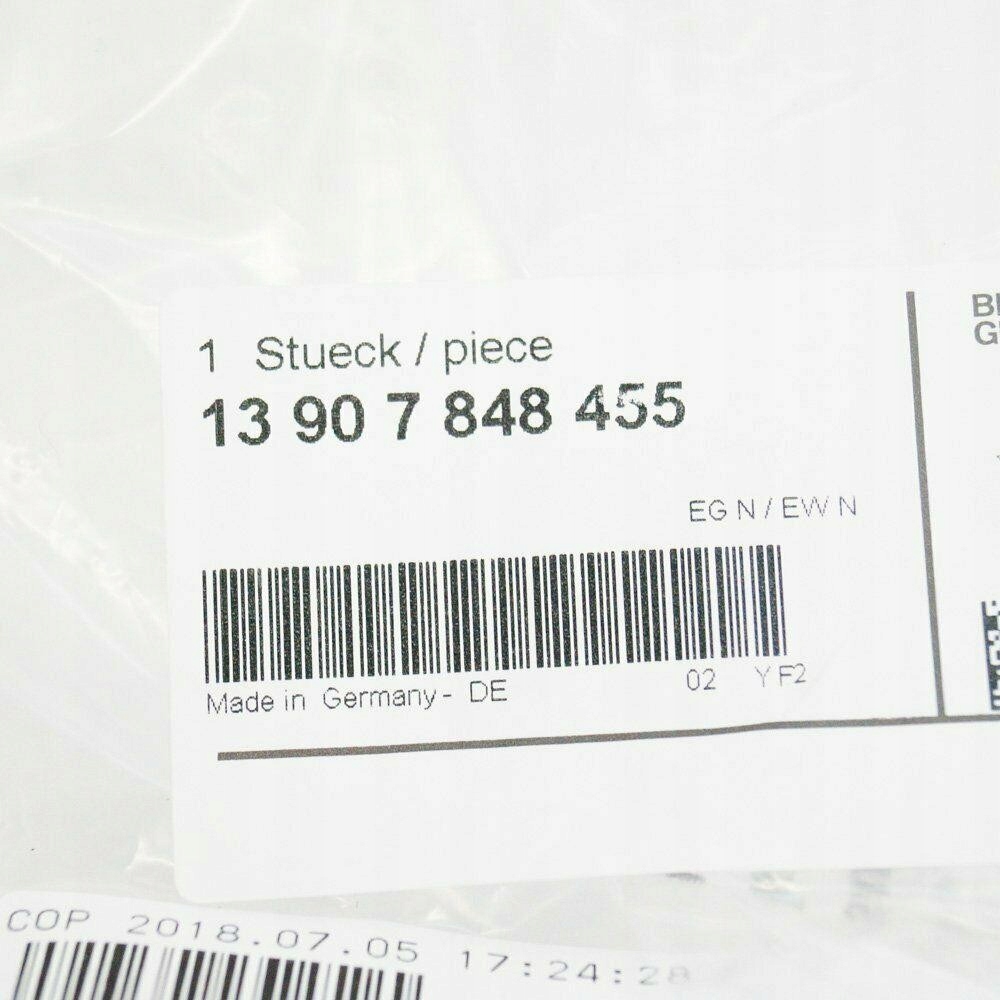 1 Stueck / piece
13 90 7 848 455
EG N / EW N
Made in Germany - DE 02 Y F2
COP 2018.07.05 17:24:28